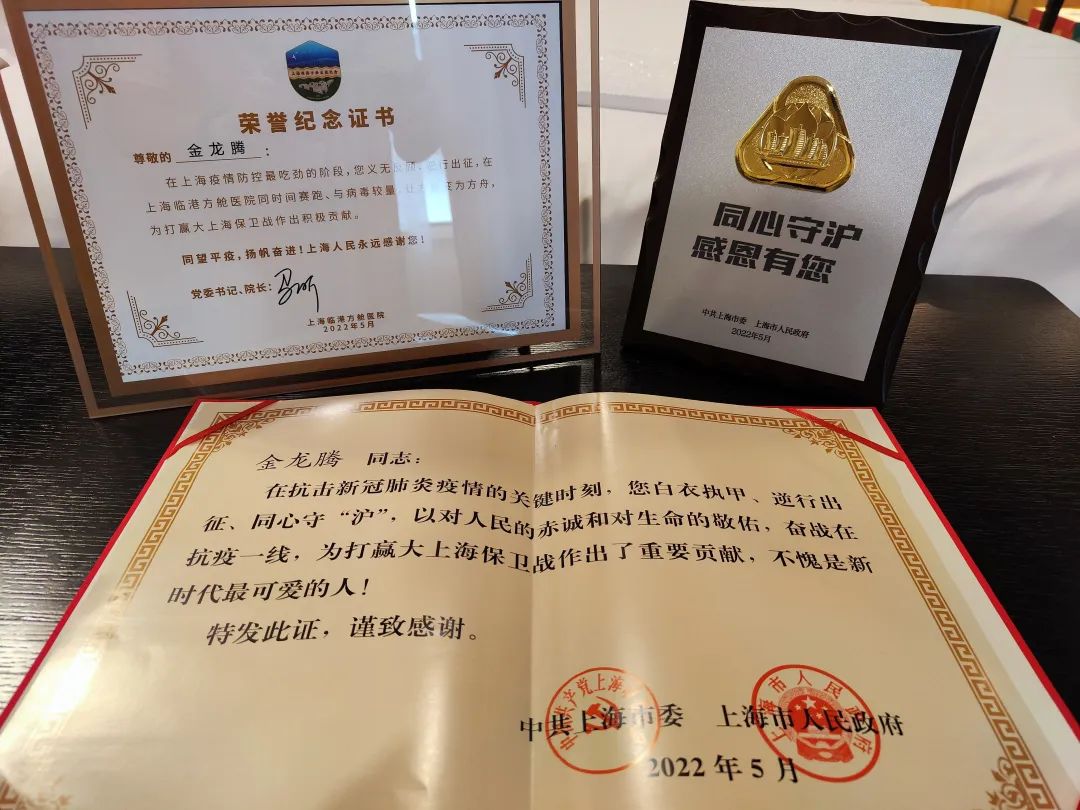 荣誉纪念证书
尊敬的 金龙腾：
在上海疫情防控最吃劲的阶段，您义无反顾、逆行出征，在
上海临港方舱医院同时间赛跑、与病毒较量，让
变为方舟，
为打赢大上海保卫战作出积极贡献。
同望平疫，扬帆奋进！上海人民永远感谢您！
党委书记、院长：
上海临港方舱医院
2022年5月
同心守沪
感恩有您
中共上海市委 上海市人民政府
2022年5月
金龙腾 同志：
在抗击新冠肺炎疫情的关键时刻，您白衣执甲、逆行出
征、同心守“沪”，以对人民的赤诚和对生命的敬佑，奋战在
抗疫一线，为打赢大上海保卫战作出了重要贡献，不愧是新
时代最可爱的人！
特发此证，谨致感谢。
中共上海市委 上海市人民政府
2022年5月